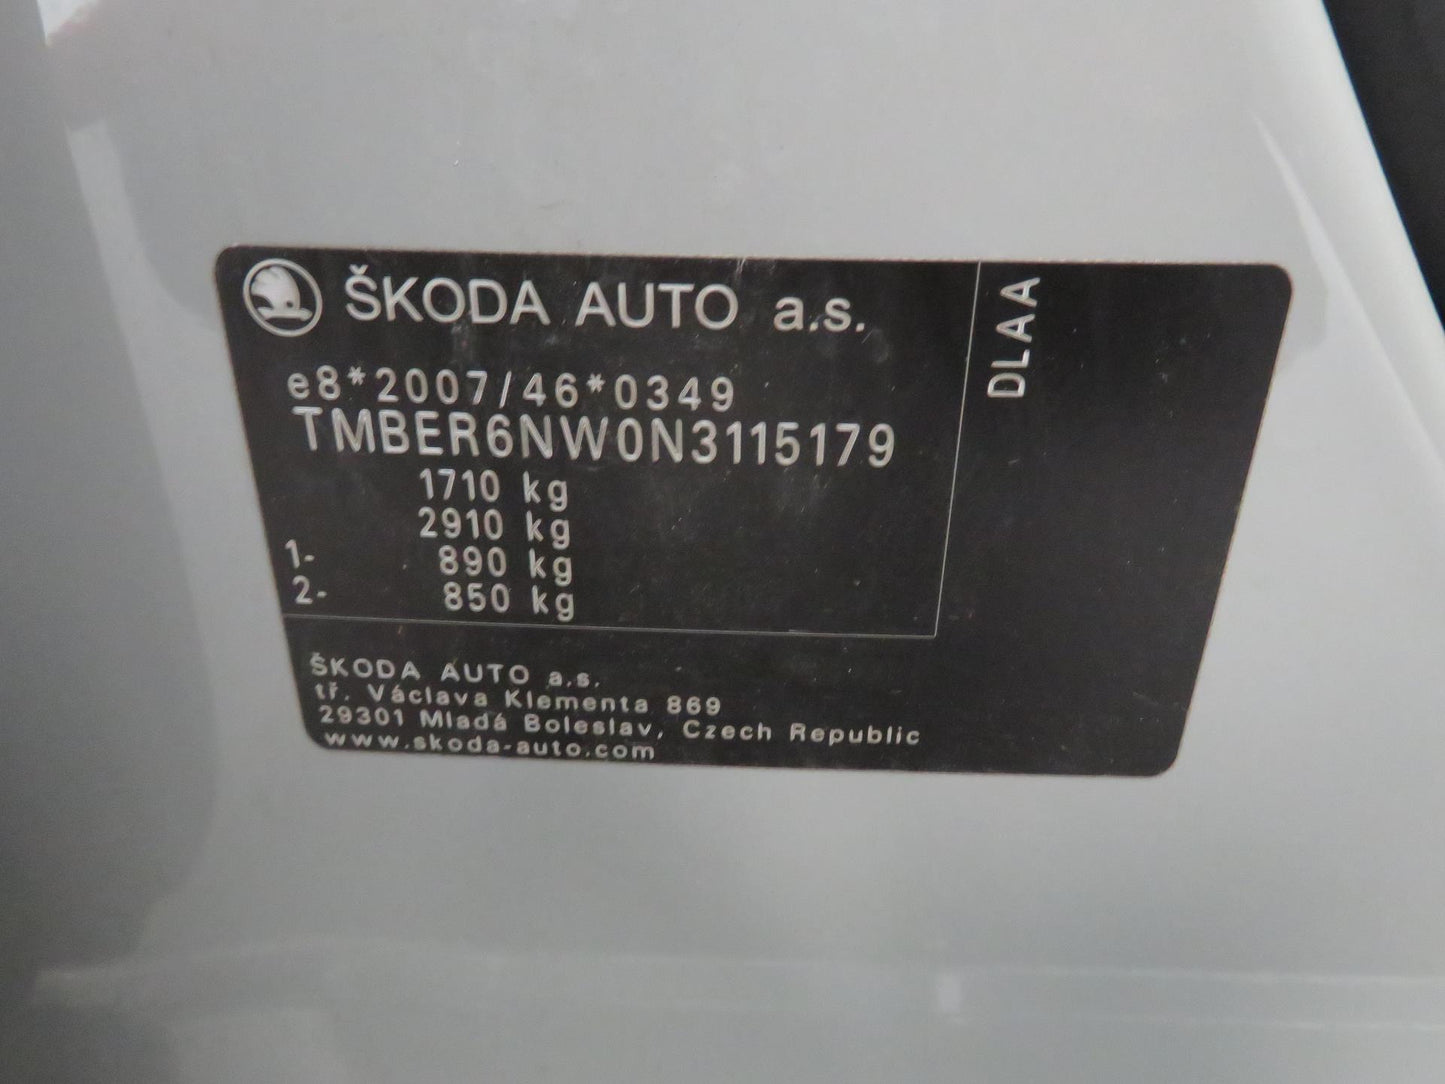 ŠKODA AUTO a.s.
e8*2007/46*0349
TMBER6NW0N3115179
1710 kg
2910 kg
1- 890 kg
2- 850 kg
DLAA
ŠKODA AUTO a.s.
tř. Václava Klementa 869
29301 Mladá Boleslav, Czech Republic
www.skoda-auto.com